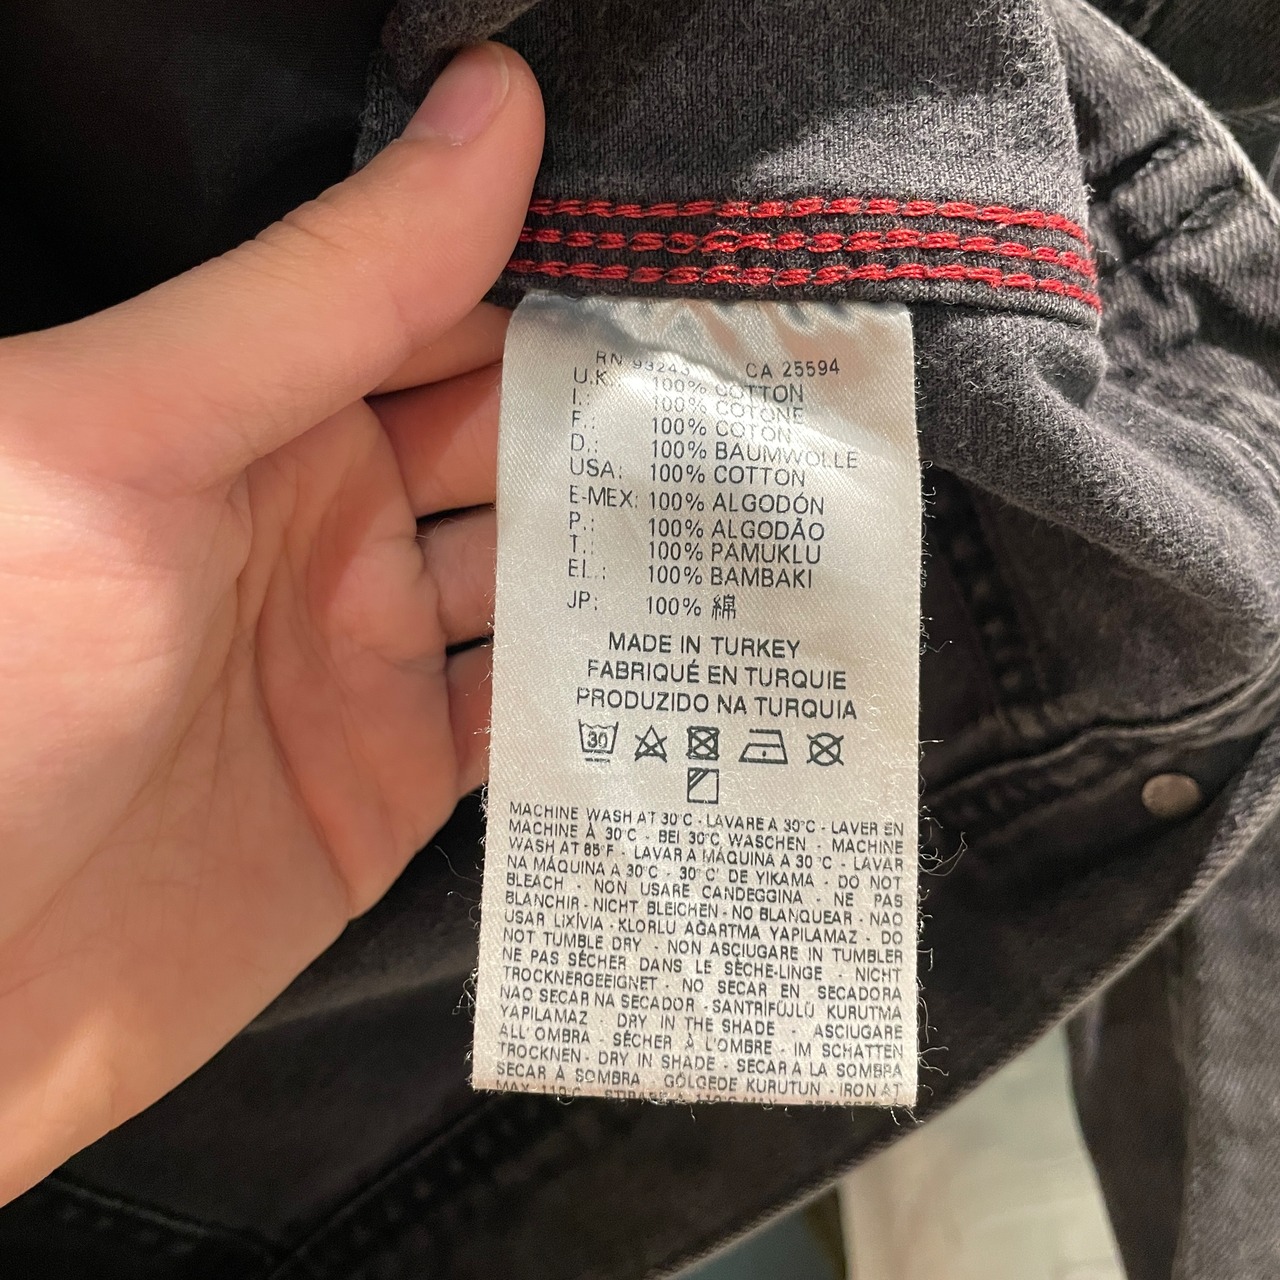 RN 99243 CA 25594
U.K.: 100% COTTON
I.: 100% COTONE
F.: 100% COTON
D.: 100% BAUMWOLLE
USA: 100% COTTON
E-MEX: 100% ALGODÓN
P.: 100% ALGODÃO
T.: 100% PAMUKLU
EL.: 100% BAMBAKI
JP: 100% 綿
MADE IN TURKEY
FABRIQUÉ EN TURQUIE
PRODUZIDO NA TURQUIA
30
MACHINE WASH AT 30°C - LAVARE A 30°C - LAVER EN
MACHINE À 30°C - BEI 30°C WASCHEN - MACHINE
WASH AT 85°F - LAVAR A MÁQUINA A 30°C - LAVAR
NA MÁQUINA A 30°C - 30°C' DE YIKAMA - DO NOT
BLEACH - NON USARE CANDEGGINA - NE PAS
BLANCHIR - NICHT BLEICHEN - NO BLANQUEAR - NAO
USAR LIXÍVIA - KLORLU AĞARTMA YAPILAMAZ - DO
NOT TUMBLE DRY - NON ASCIUGARE IN TUMBLER
NE PAS SÉCHER DANS LE SÈCHE-LINGE - NICHT
TROCKNERGEEIGNET - NO SECAR EN SECADORA
NÃO SECAR NA SECADOR - SANTRİFÜJLÜ KURUTMA
YAPILAMAZ DRY IN THE SHADE - ASCIUGARE
ALL' OMBRA SÉCHER À L'OMBRE - IM SCHATTEN
TROCKNEN - DRY IN SHADE - SECAR A LA SOMBRA
SECAR À SOMBRA GÖLGEDE KURUTUN - IRON AT
MAX 110°C